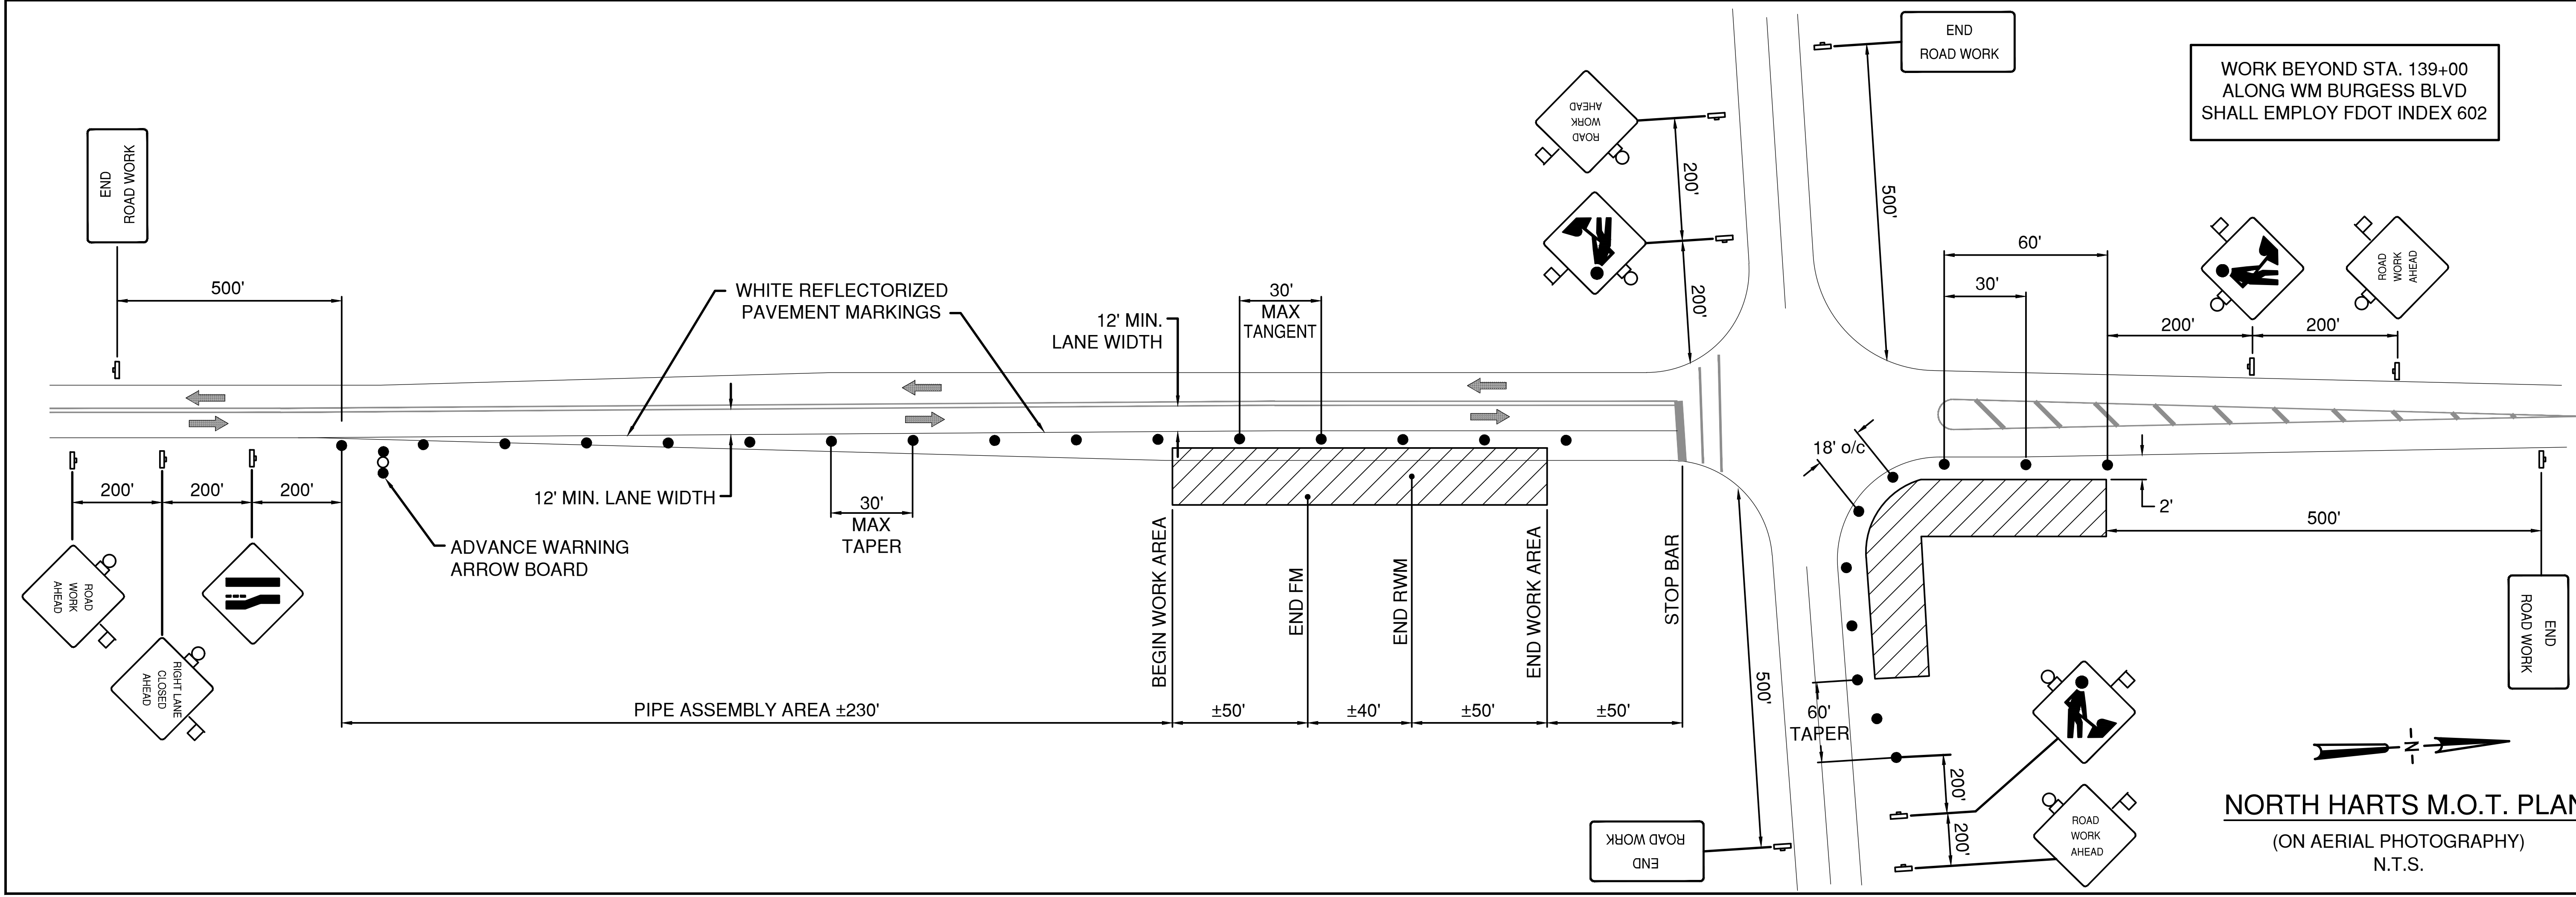 END
ROAD WORK
500'
200'
200'
200'
ROAD
WORK
AHEAD
RIGHT LANE
CLOSED
AHEAD
ADVANCE WARNING
ARROW BOARD
WHITE REFLECTORIZED
PAVEMENT MARKINGS
12' MIN. LANE WIDTH
30'
MAX
TAPER
12' MIN.
LANE WIDTH
30'
MAX
TANGENT
BEGIN WORK AREA
END FM
END RWM
END WORK AREA
STOP BAR
PIPE ASSEMBLY AREA ±230'
±50'
±40'
±50'
±50'
ROAD
WORK
AHEAD
200'
200'
END
ROAD WORK
500'
WORK BEYOND STA. 139+00
ALONG WM BURGESS BLVD
SHALL EMPLOY FDOT INDEX 602
60'
30'
200'
200'
ROAD
WORK
AHEAD
18' o/c
2'
500'
END
ROAD WORK
500'
60'
TAPER
200'
200'
ROAD
WORK
AHEAD
END
ROAD WORK
-N-
NORTH HARTS M.O.T. PLAN
(ON AERIAL PHOTOGRAPHY)
N.T.S.